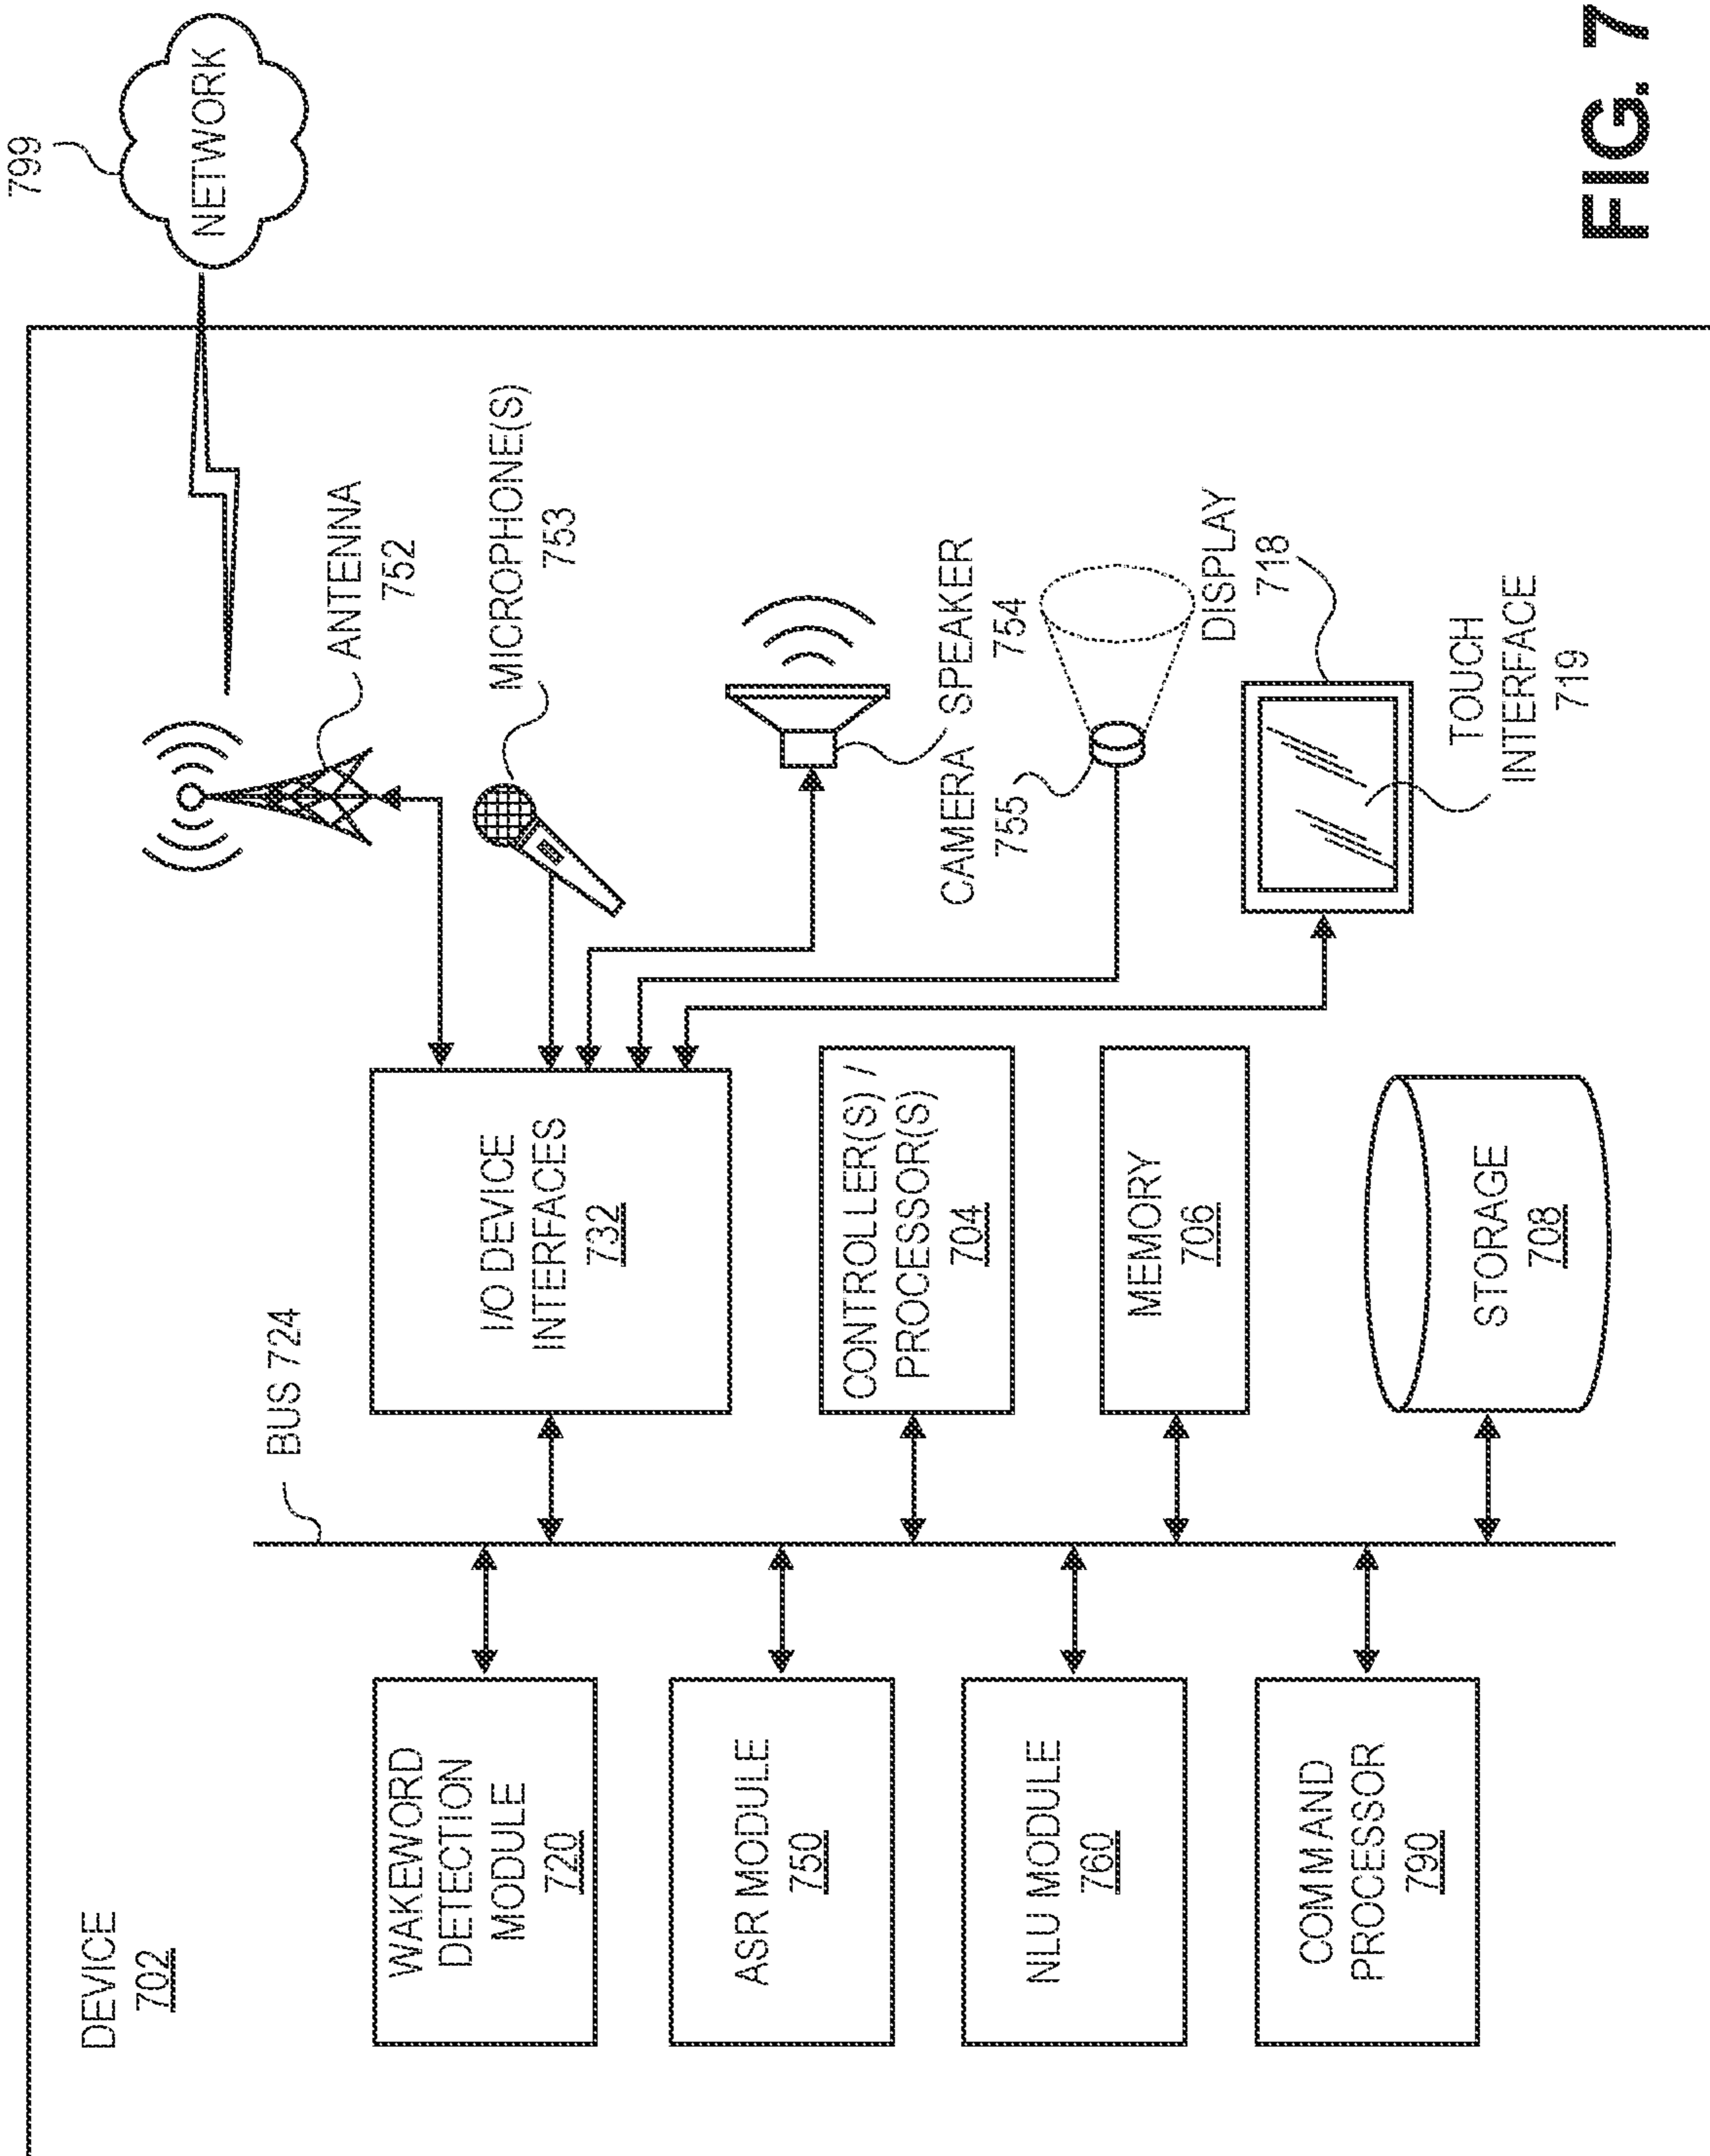 DEVICE
702
BUS 724
799
NETWORK
WAKEWORD
DETECTION
MODULE
720
ASR MODULE
750
NLU MODULE
760
COMMAND
PROCESSOR
790
I/O DEVICE
INTERFACES
732
CONTROLLER(S) /
PROCESSOR(S)
704
MEMORY
706
STORAGE
708
ANTENNA
752
MICROPHONE(S)
753
SPEAKER
754
CAMERA
755
DISPLAY
718
TOUCH
INTERFACE
719
FIG. 7